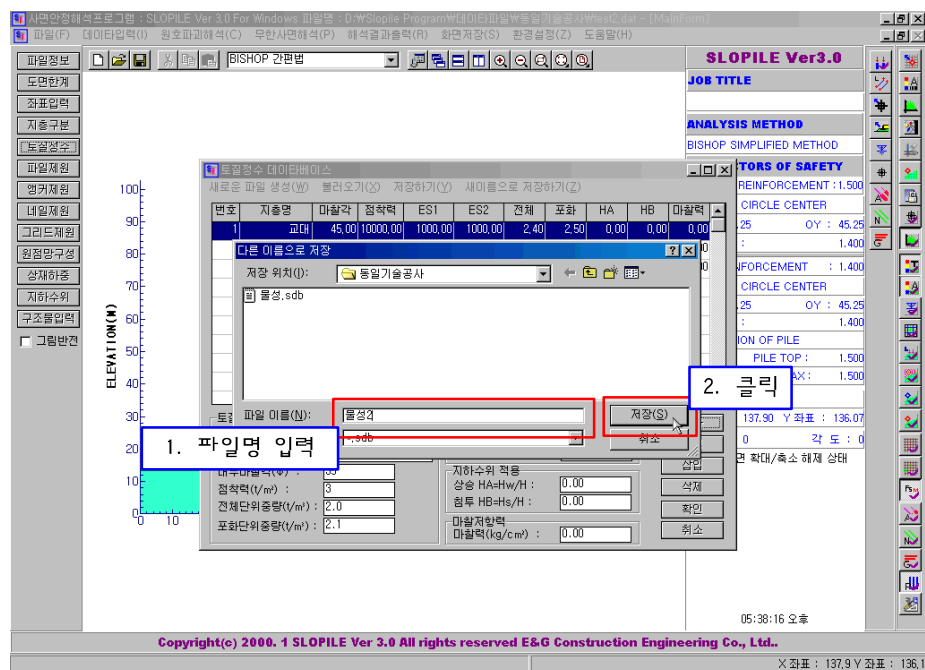 사면안정해석프로그램 : SLOPILE Ver 3.0 For Windows 파일명 : D:₩Slopile Program₩데이터파일₩동일기술공사₩test2.dat - [MainForm]
파일(F) 데이터입력(I) 원호파괴해석(C) 무한사면해석(P) 해석결과출력(R) 화면저장(S) 환경설정(Z) 도움말(H)
파일정보
BISHOP 간편법
SLOPILE Ver3.0
도면한계
JOB TITLE
좌표입력
지층구분
ANALYSIS METHOD
토질정수
BISHOP SIMPLIFIED METHOD
파일제원
앵커제원
네일제원
그리드제원
원점망구성
상재하중
지하수위
구조물입력
그림반전
TORS OF SAFETY
REINFORCEMENT : 1.500
CIRCLE CENTER
.25 OY : 45.25
: 1.400
NFORCEMENT : 1.400
CIRCLE CENTER
.25 OY : 45.25
: 1.400
ION OF PILE
PILE TOP : 1.500
AX : 1.500
137.90 Y 좌표 : 136.07
0 각 도 : 0
면 확대/축소 해제 상태
05:38:16 오후
ELEVATION(M)
100
90
80
70
60
50
40
30
20
10
0
0 10
토질정수 데이타베이스
새로운 파일 생성(W) 불러오기(X) 저장하기(Y) 새이름으로 저장하기(Z)
번호 지층명 마찰각 점착력 ES1 ES2 전체 포화 HA HB 마찰력
1 교대 45,00 10000,00 1000,00 1000,00 2,40 2,50 0,00 0,00 0,00
다른 이름으로 저장
저장 위치(I): 동일기술공사
물성.sdb
파일 이름(N): 물성2
저장(S)
*.sdb
취소
1. 파일명 입력
2. 클릭
점착력(t/m²) : 3
전체단위중량(t/m³) : 2.0
포화단위중량(t/m³) : 2.1
지하수위 적용
상승 HA=Hw/H : 0.00
침투 HB=Hs/H : 0.00
마찰저항력
마찰력(kg/cm²) : 0.00
삽입
삭제
확인
취소
Copyright(c) 2000. 1 SLOPILE Ver 3.0 All rights reserved E&G Construction Engineering Co., Ltd..
X 좌표 : 137,9 Y 좌표 : 136,1